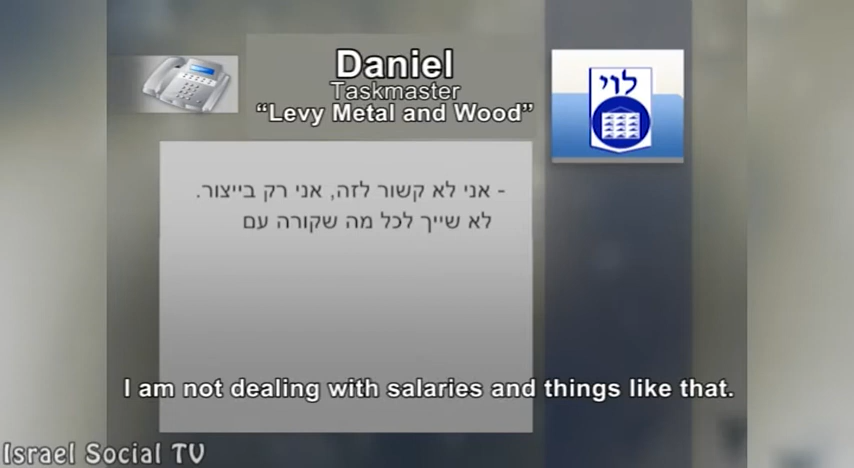 Daniel
Taskmaster
“Levy Metal and Wood”
לוי
- אני לא קשור לזה, אני רק בייצור.
לא שייך לכל מה שקורה עם
I am not dealing with salaries and things like that.
Israel Social TV